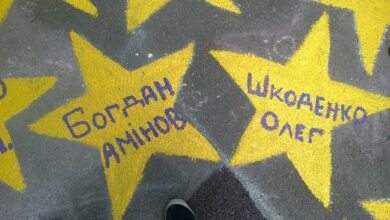 Богдан
Амінов
Шкоденко
Олег